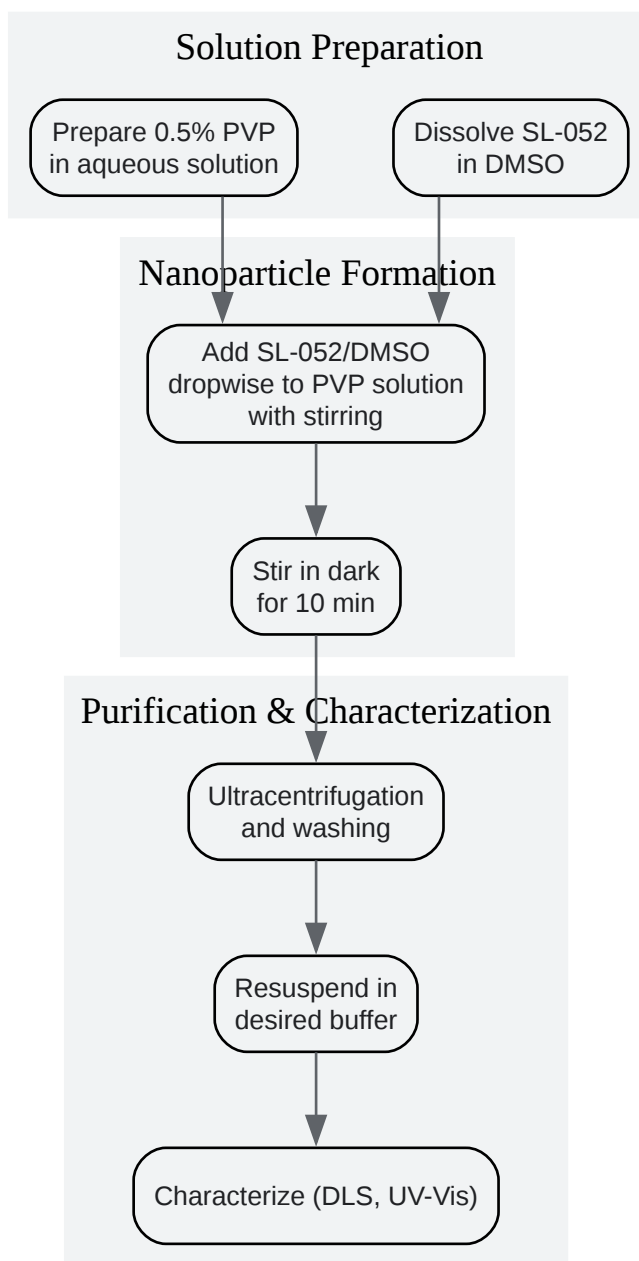 Solution Preparation
Prepare 0.5% PVP
in aqueous solution
Dissolve SL-052
in DMSO
Nanoparticle Formation
Add SL-052/DMSO
dropwise to PVP solution
with stirring
Stir in dark
for 10 min
Purification & Characterization
Ultracentrifugation
and washing
Resuspend in
desired buffer
Characterize (DLS, UV-Vis)